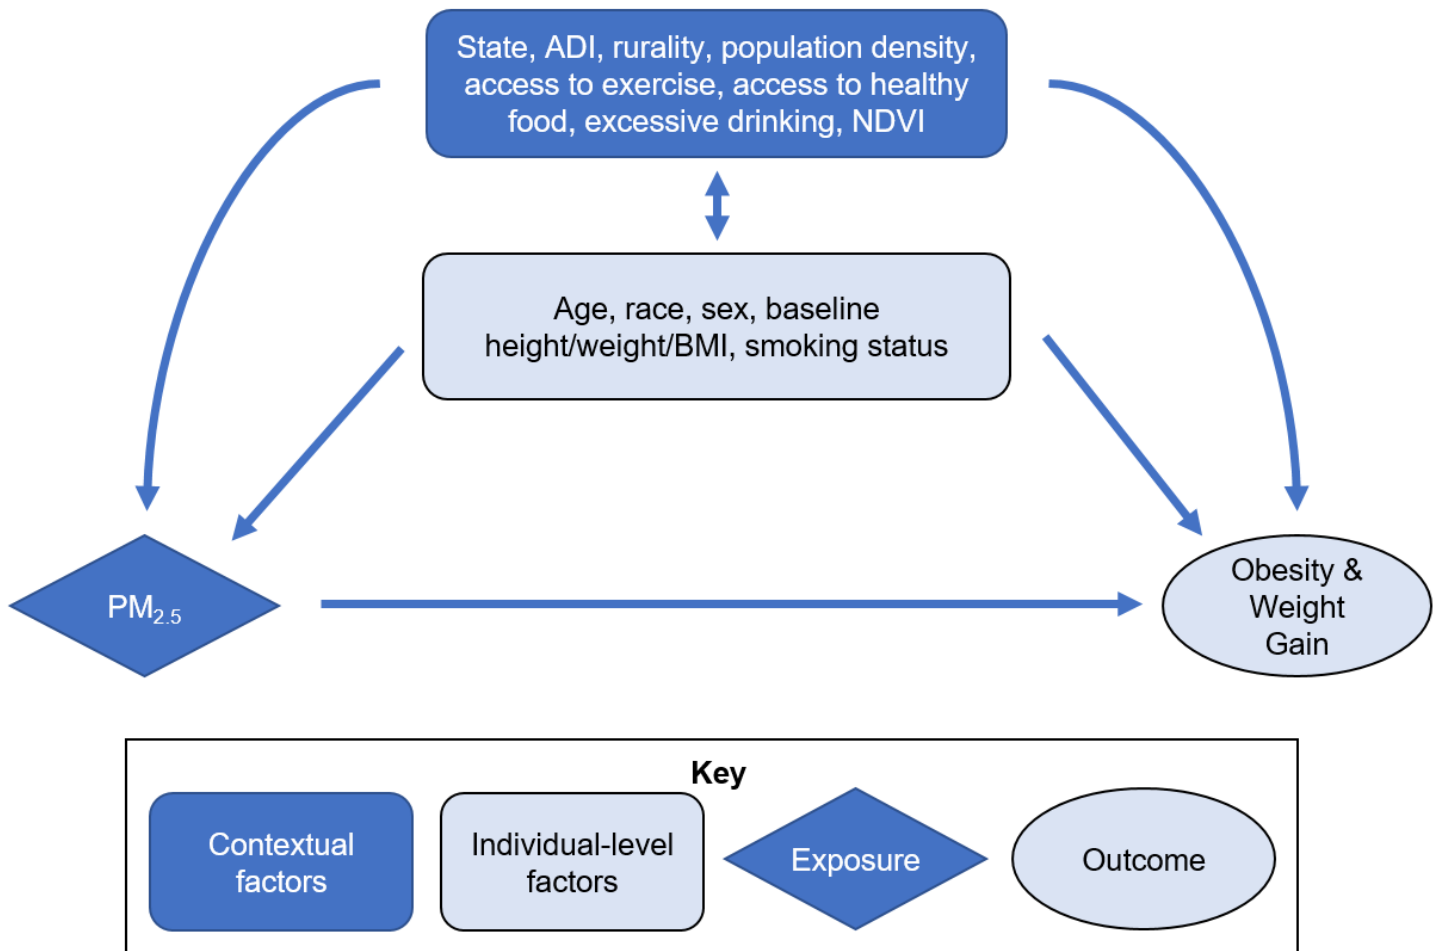 State, ADI, rurality, population density,
access to exercise, access to healthy
food, excessive drinking, NDVI
Age, race, sex, baseline
height/weight/BMI, smoking status
PM2.5
Obesity &
Weight
Gain
Key
Contextual
factors
Individual-level
factors
Exposure
Outcome